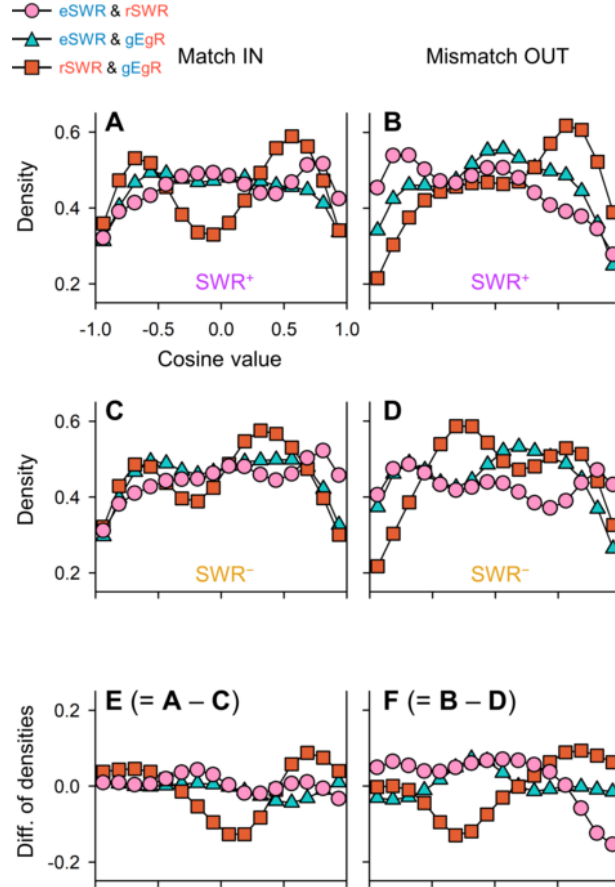 eSWR & rSWR
eSWR & gEgR
rSWR & gEgR
Match IN
Mismatch OUT
A
B
Density
0.6
0.4
0.2
SWR⁺
SWR⁺
-1.0
-0.5
0.0
0.5
1.0
Cosine value
C
D
Density
0.6
0.4
0.2
SWR⁻
SWR⁻
E (= A – C)
F (= B – D)
Diff. of densities
0.2
0.0
-0.2